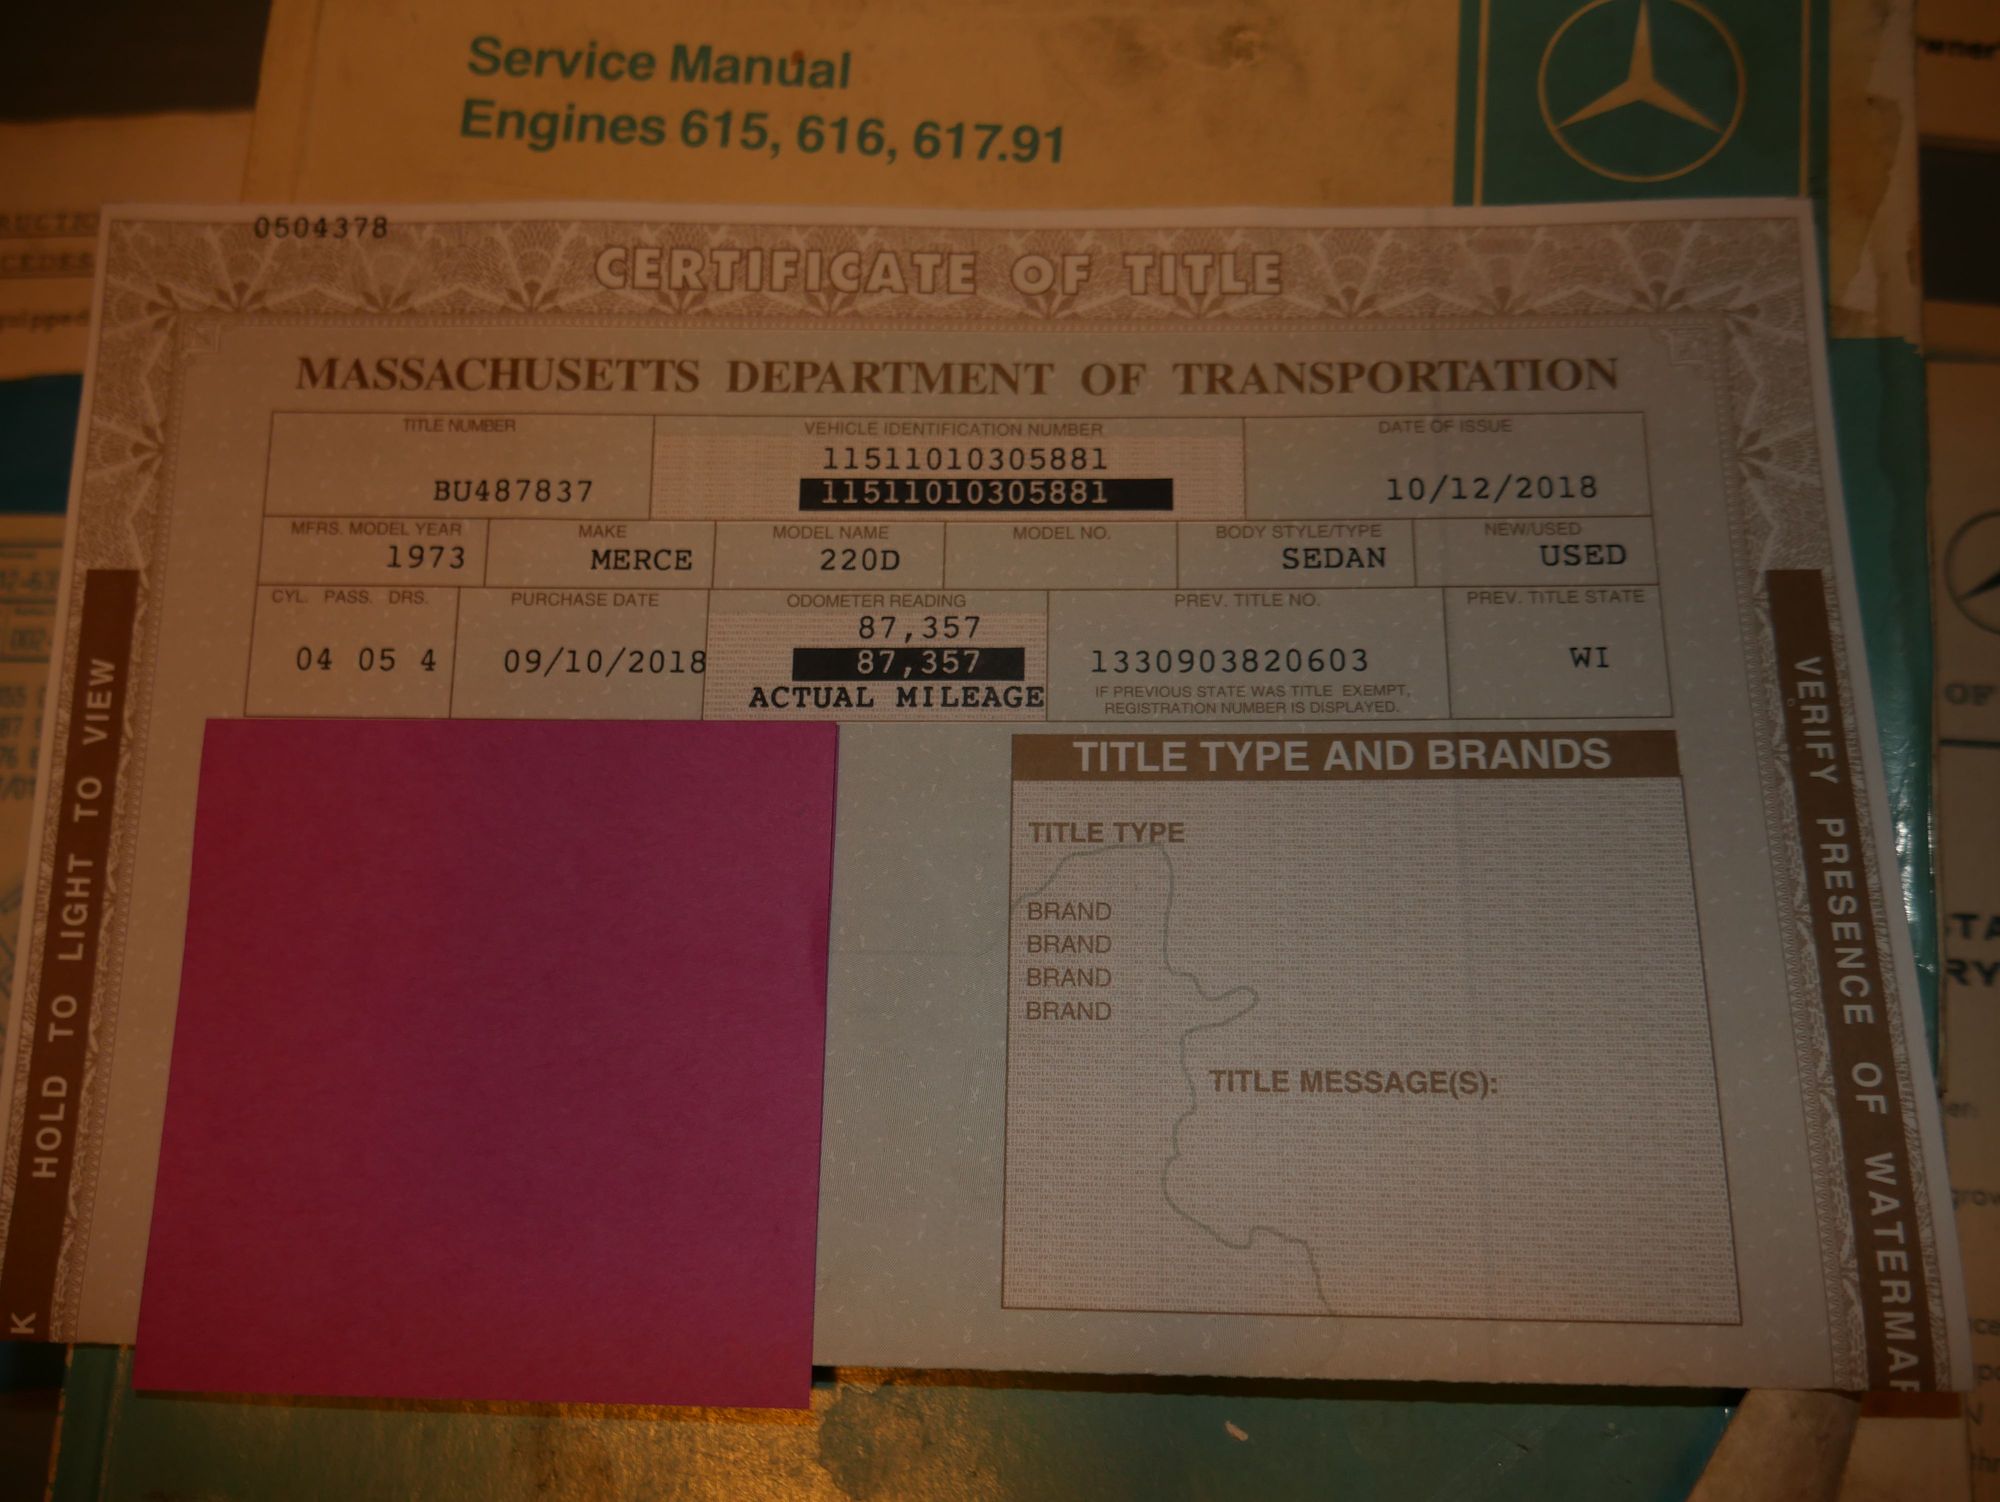 Service Manual
Engines 615, 616, 617.91
0504378
CERTIFICATE OF TITLE
MASSACHUSETTS DEPARTMENT OF TRANSPORTATION
TITLE NUMBER VEHICLE IDENTIFICATION NUMBER DATE OF ISSUE
11511010305881
BU487837 11511010305881 10/12/2018
MFRS. MODEL YEAR MAKE MODEL NAME MODEL NO. BODY STYLE/TYPE NEW/USED
1973 MERCE 220D SEDAN USED
CYL. PASS. DRS. PURCHASE DATE ODOMETER READING PREV. TITLE NO. PREV. TITLE STATE
87,357
04 05 4 09/10/2018 87,357 1330903820603 WI
ACTUAL MILEAGE IF PREVIOUS STATE WAS TITLE EXEMPT,
REGISTRATION NUMBER IS DISPLAYED.
TITLE TYPE AND BRANDS
TITLE TYPE
BRAND
BRAND
BRAND
BRAND
TITLE MESSAGE(S):
K HOLD TO LIGHT TO VIEW
VERIFY PRESENCE OF WATERMAR